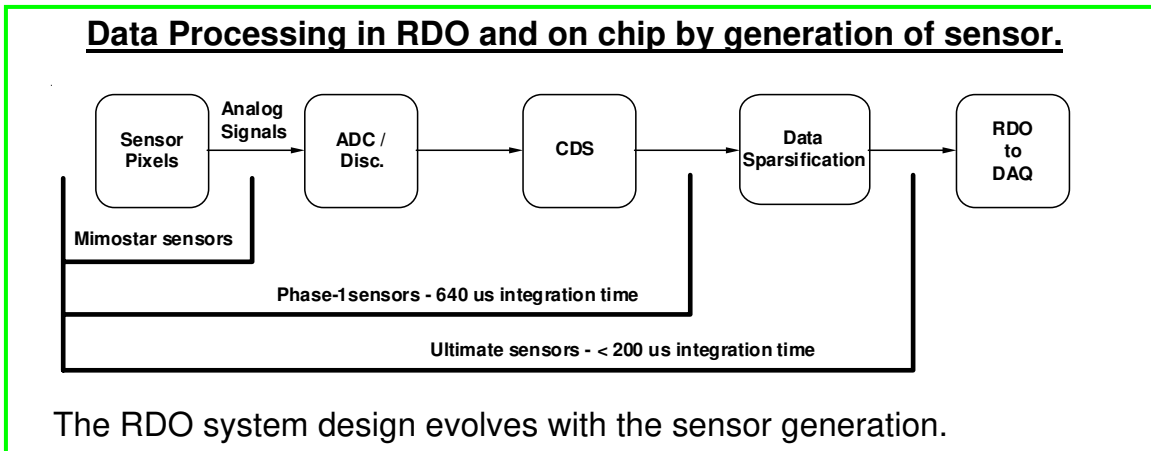 Data Processing in RDO and on chip by generation of sensor.
Sensor
Pixels
Analog
Signals
ADC /
Disc.
CDS
Data
Sparsification
RDO
to
DAQ
Mimostar sensors
Phase-1sensors - 640 us integration time
Ultimate sensors - < 200 us integration time
The RDO system design evolves with the sensor generation.